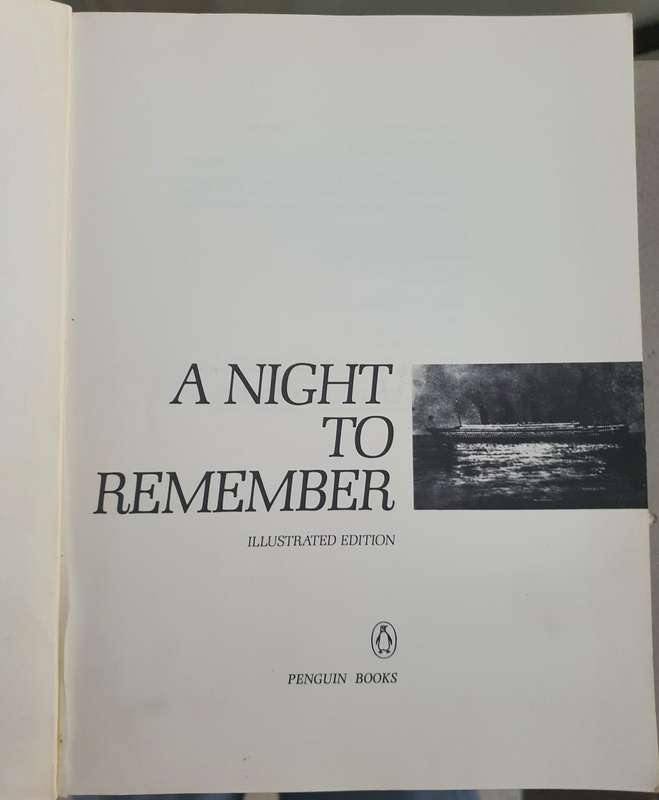 A NIGHT
TO
REMEMBER
ILLUSTRATED EDITION
PENGUIN BOOKS